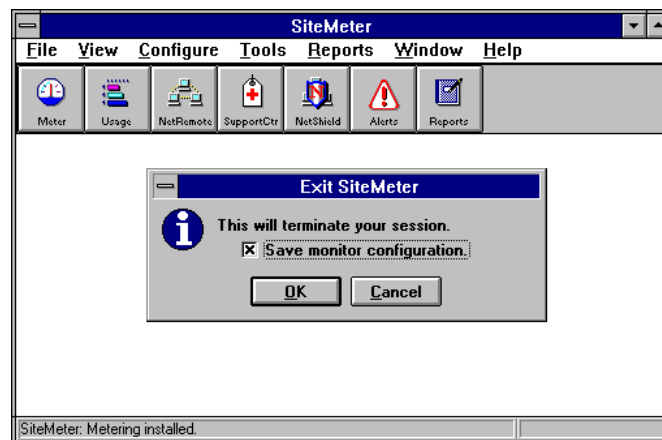 SiteMeter
File View Configure Tools Reports Window Help
Meter Usage NetRemote SupportCtr NetShield Alerts Reports
Exit SiteMeter
This will terminate your session.
Save monitor configuration.
OK Cancel
SiteMeter: Metering installed.